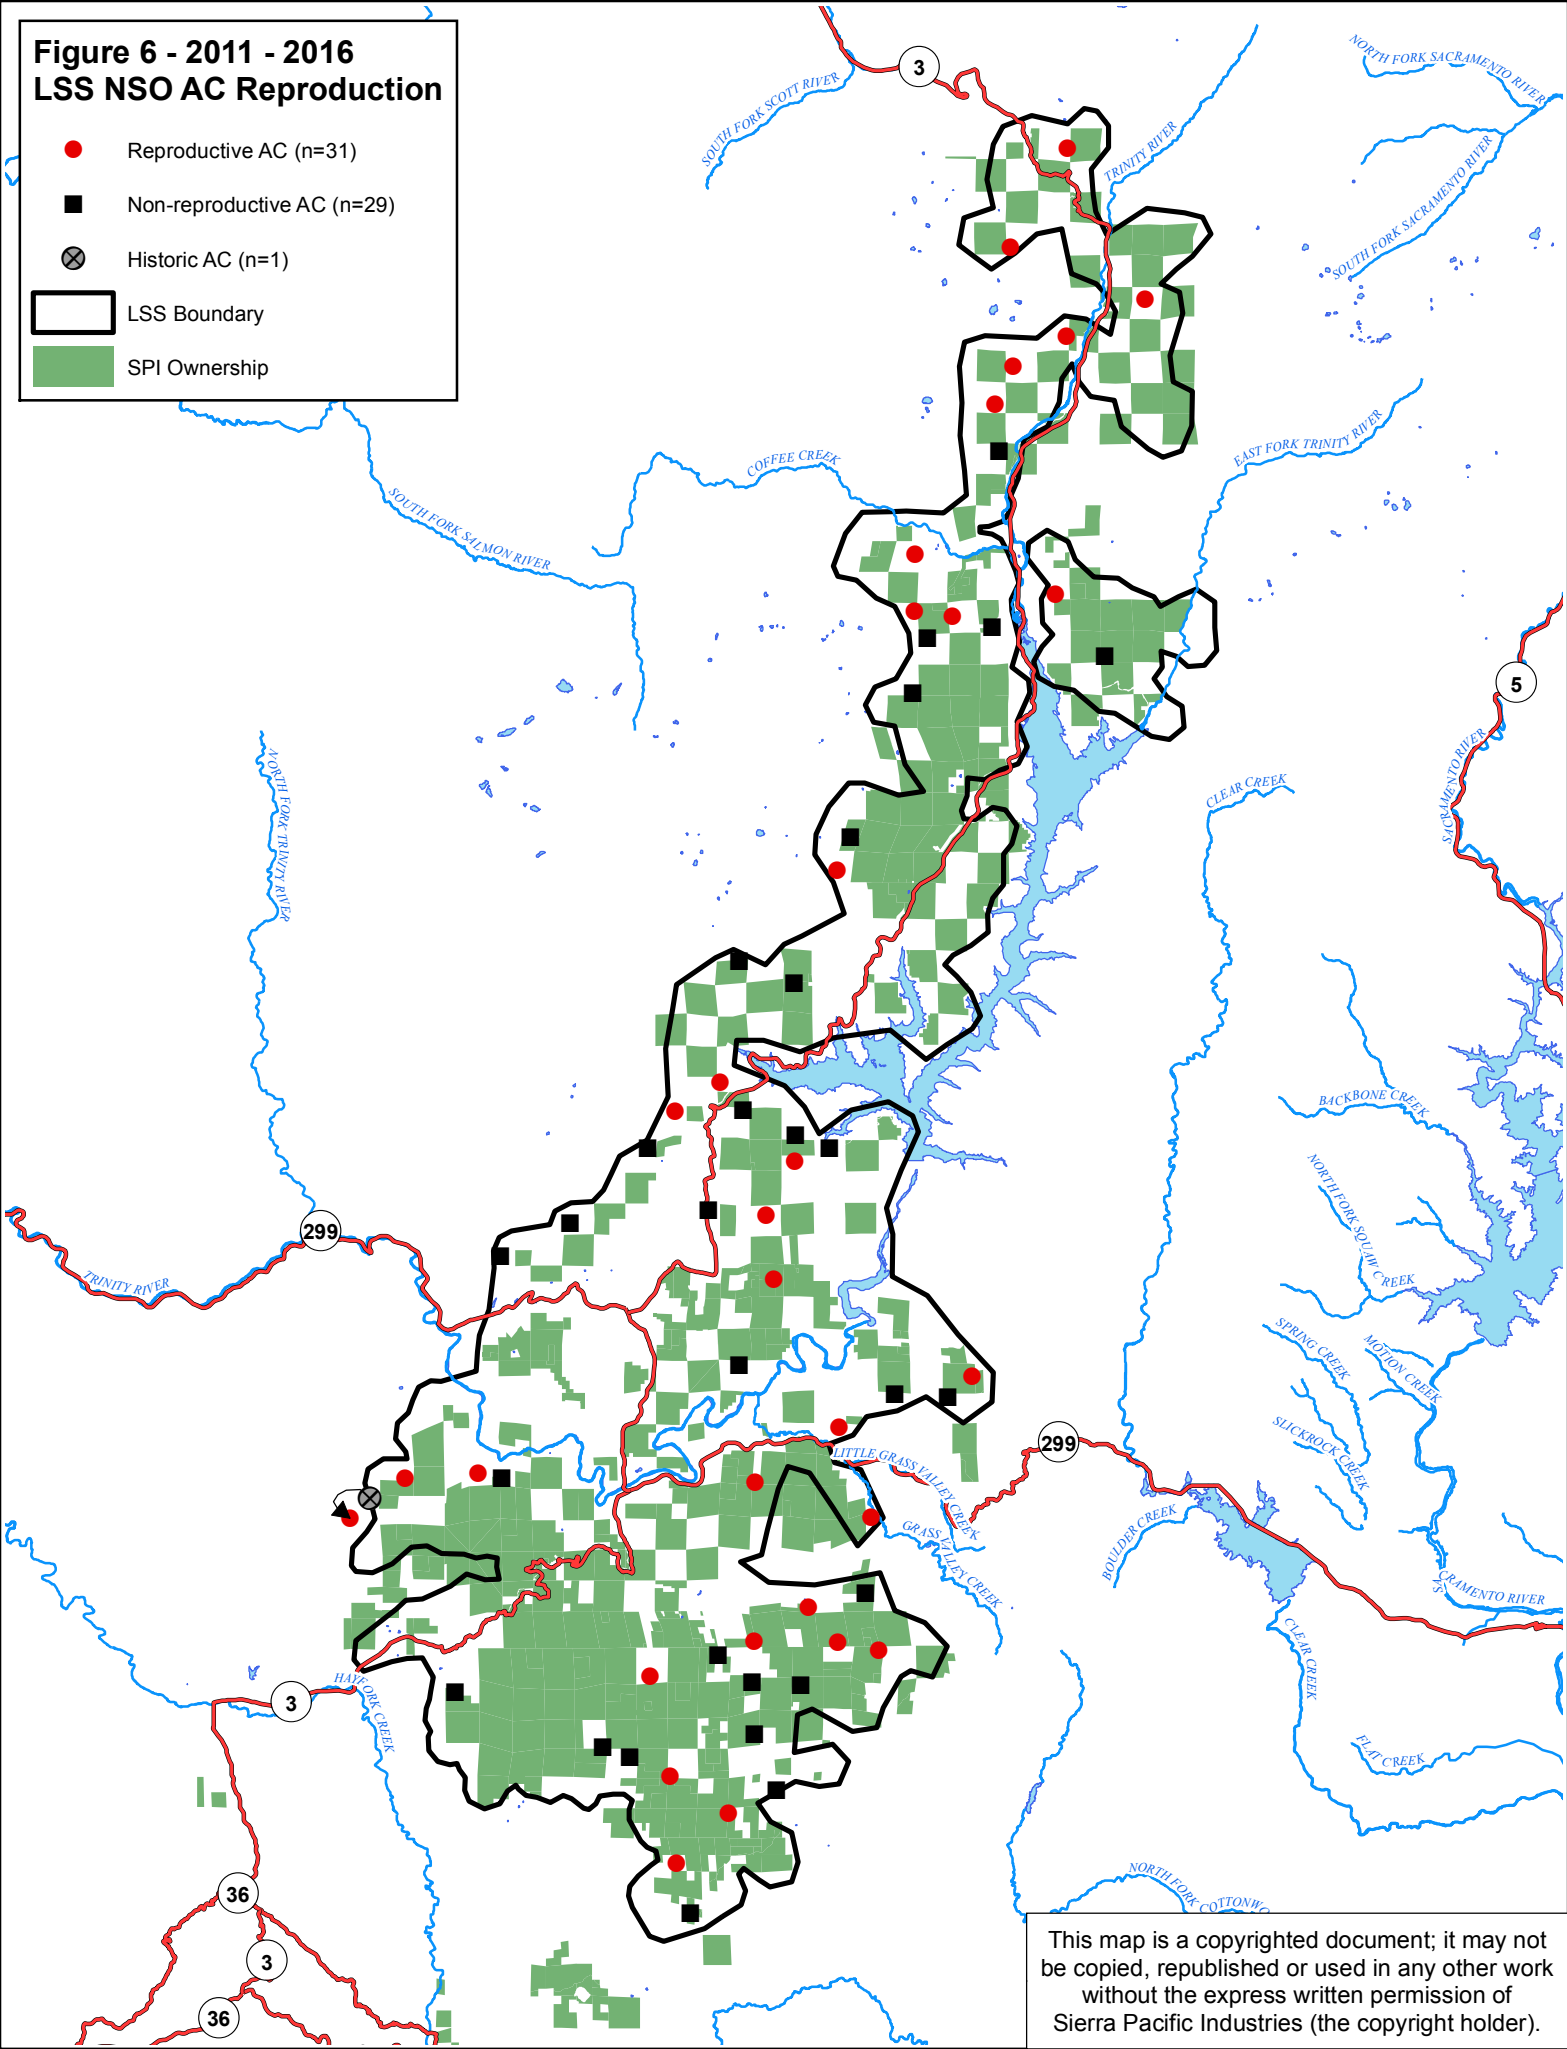 Figure 6 - 2011 - 2016
LSS NSO AC Reproduction
Reproductive AC (n=31)
Non-reproductive AC (n=29)
Historic AC (n=1)
LSS Boundary
SPI Ownership
3
SOUTH FORK SCOTT RIVER
TRINITY RIVER
NORTH FORK SACRAMENTO RIVER
SOUTH FORK SACRAMENTO RIVER
EAST FORK TRINITY RIVER
COFFEE CREEK
SOUTH FORK SALMON RIVER
5
SACRAMENTO RIVER
CLEAR CREEK
NORTH FORK TRINITY RIVER
BACKBONE CREEK
NORTH FORK SQUAW CREEK
299
TRINITY RIVER
SPRING CREEK
MOTION CREEK
SLICKROCK CREEK
299
LITTLE GRASS VALLEY CREEK
GRASS VALLEY CREEK
BOULDER CREEK
SACRAMENTO RIVER
CLEAR CREEK
HAYFORK CREEK
3
FLAT CREEK
36
3
36
NORTH FORK COTTONWO
This map is a copyrighted document; it may not
be copied, republished or used in any other work
without the express written permission of
Sierra Pacific Industries (the copyright holder).